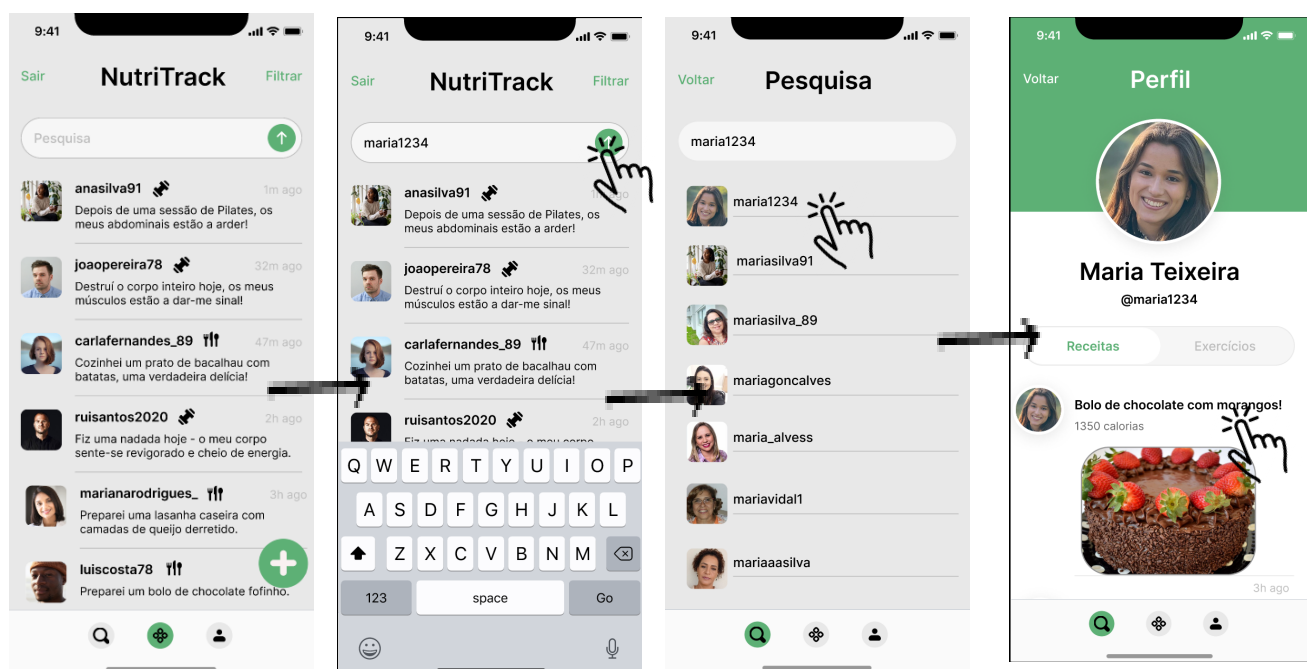 9:41
Sair
NutriTrack
Filtrar
Pesquisa
anasilva91
1m ago
Depois de uma sessão de Pilates, os
meus abdominais estão a arder!
joaopereira78
32m ago
Destruí o corpo inteiro hoje, os meus
músculos estão a dar-me sinal!
carlafernandes_89
47m ago
Cozinhei um prato de bacalhau com
batatas, uma verdadeira delícia!
ruisantos2020
2h ago
Fiz uma nadada hoje - o meu corpo
sente-se revigorado e cheio de energia.
marianarodrigues_
3h ago
Preparei uma lasanha caseira com
camadas de queijo derretido.
luiscosta78
Preparei um bolo de chocolate fofinho.
9:41
Sair
NutriTrack
Filtrar
maria1234
anasilva91
ago
Depois de uma sessão de Pilates, os
meus abdominais estão a arder!
joaopereira78
32m ago
Destruí o corpo inteiro hoje, os meus
músculos estão a dar-me sinal!
carlafernandes_89
47m ago
Cozinhei um prato de bacalhau com
batatas, uma verdadeira delícia!
ruisantos2020
2h ago
Fiz uma nadada hoje - o meu corpo
Q W E R T Y U I O P
A S D F G H J K L
Z X C V B N M
123
space
Go
9:41
Voltar
Pesquisa
maria1234
maria1234
mariasilva91
mariasilva_89
mariagoncalves
maria_alvess
mariavidal1
mariaaasilva
9:41
Voltar
Perfil
Maria Teixeira
@maria1234
Receitas
Exercícios
Bolo de chocolate com morangos!
1350 calorias
3h ago